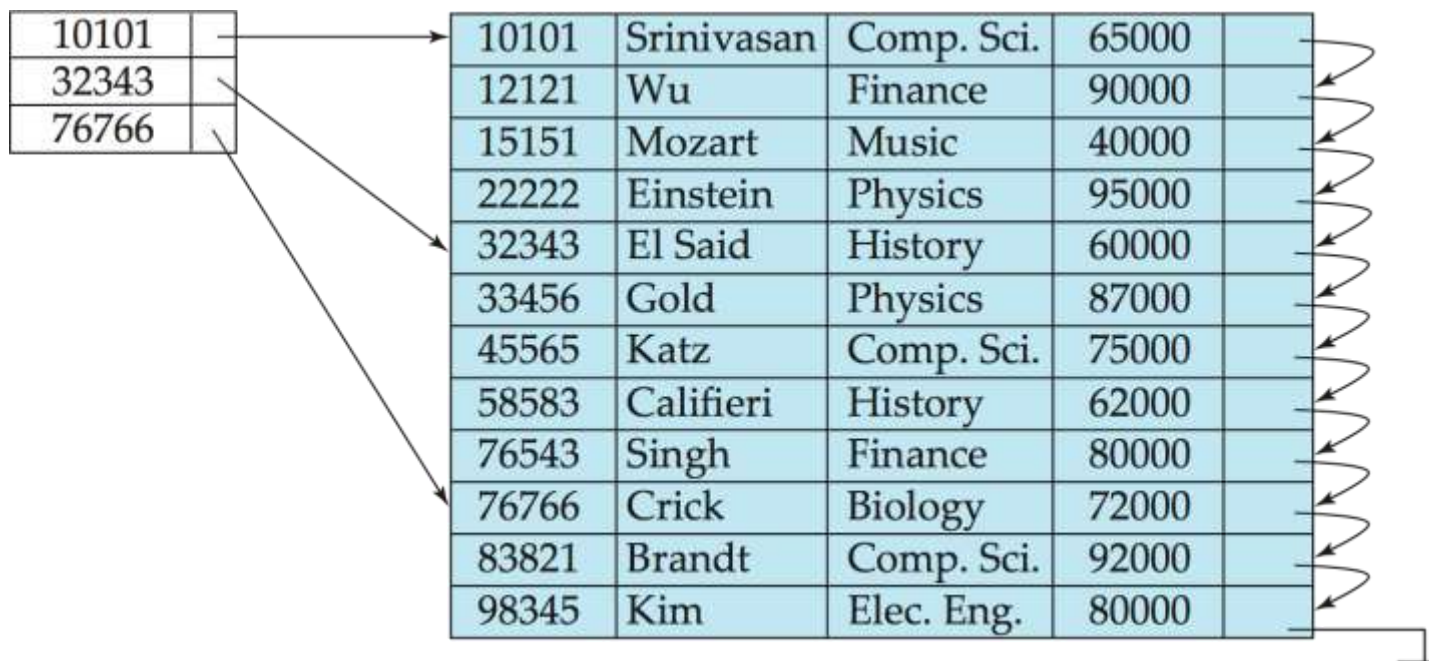 10101
32343
76766
10101 Srinivasan Comp. Sci. 65000
12121 Wu Finance 90000
15151 Mozart Music 40000
22222 Einstein Physics 95000
32343 El Said History 60000
33456 Gold Physics 87000
45565 Katz Comp. Sci. 75000
58583 Califieri History 62000
76543 Singh Finance 80000
76766 Crick Biology 72000
83821 Brandt Comp. Sci. 92000
98345 Kim Elec. Eng. 80000